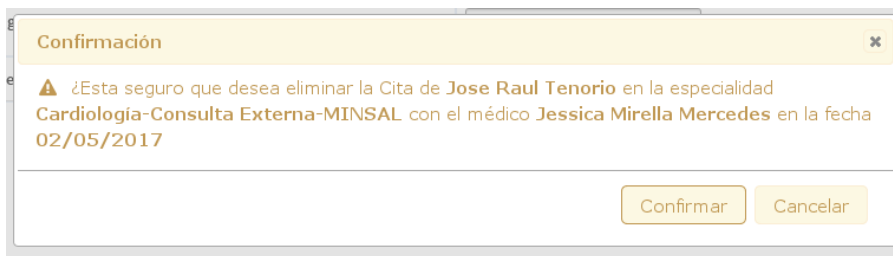 Confirmación
¿Esta seguro que desea eliminar la Cita de Jose Raul Tenorio en la especialidad
Cardiología-Consulta Externa-MINSAL con el médico Jessica Mirella Mercedes en la fecha
02/05/2017
Confirmar Cancelar